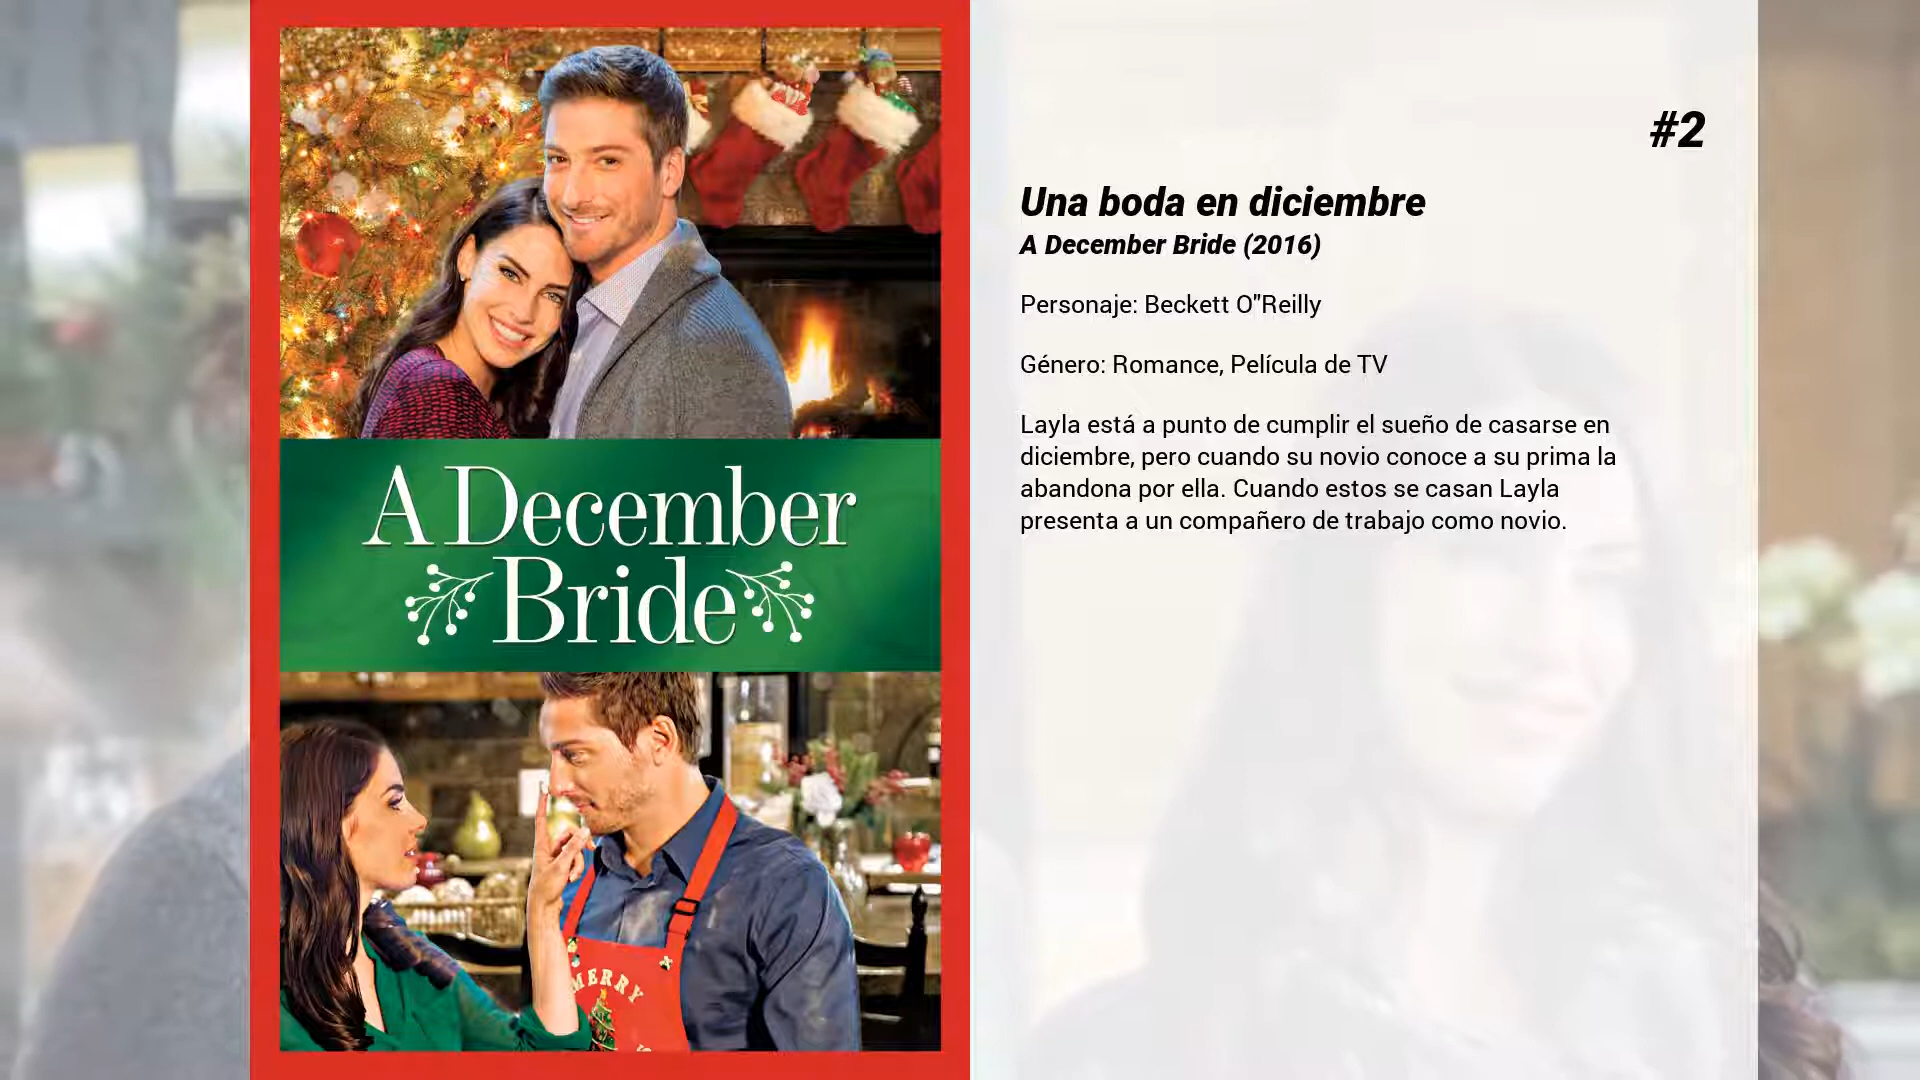 A December
Bride
MERRY
#2
Una boda en diciembre
A December Bride (2016)
Personaje: Beckett O"Reilly
Género: Romance, Película de TV
Layla está a punto de cumplir el sueño de casarse en
diciembre, pero cuando su novio conoce a su prima la
abandona por ella. Cuando estos se casan Layla
presenta a un compañero de trabajo como novio.